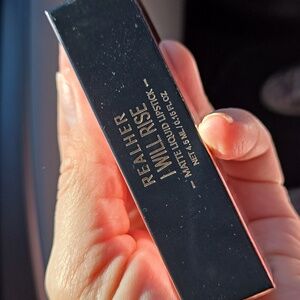 REALHER
I WILL RISE
— MATTE LIQUID LIPSTICK —
NET 4.5 ML / 0.15 FL OZ